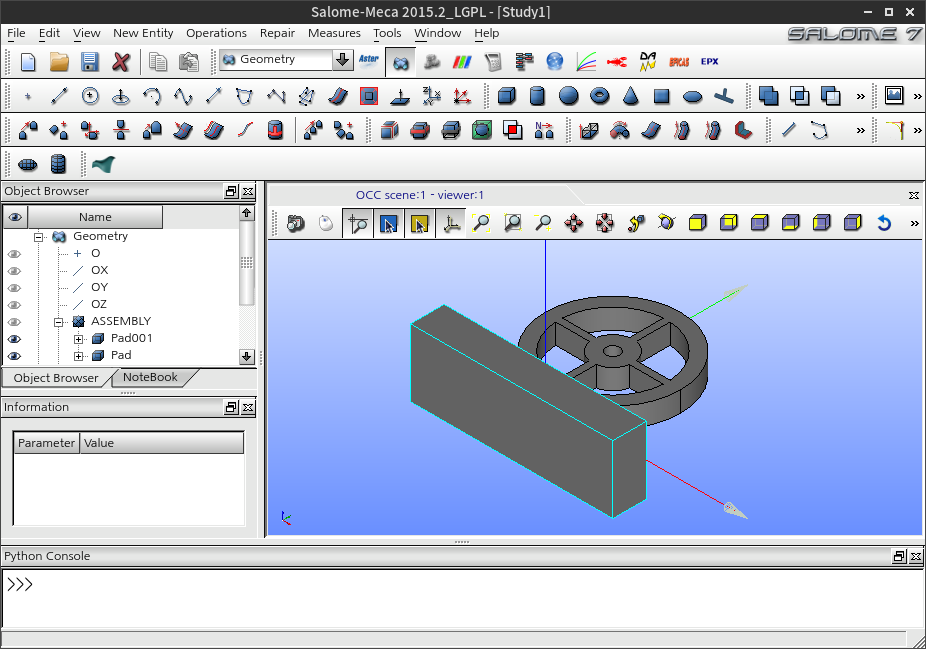 Salome-Meca 2015.2_LGPL - [Study1]
File Edit View New Entity Operations Repair Measures Tools Window Help
SALOME 7
Geometry
Aster
EFICAS
EPX
Object Browser
OCC scene:1 - viewer:1
Name
Geometry
O
OX
OY
OZ
ASSEMBLY
Pad001
Pad
Object Browser NoteBook
Information
Parameter Value
Python Console
>>>